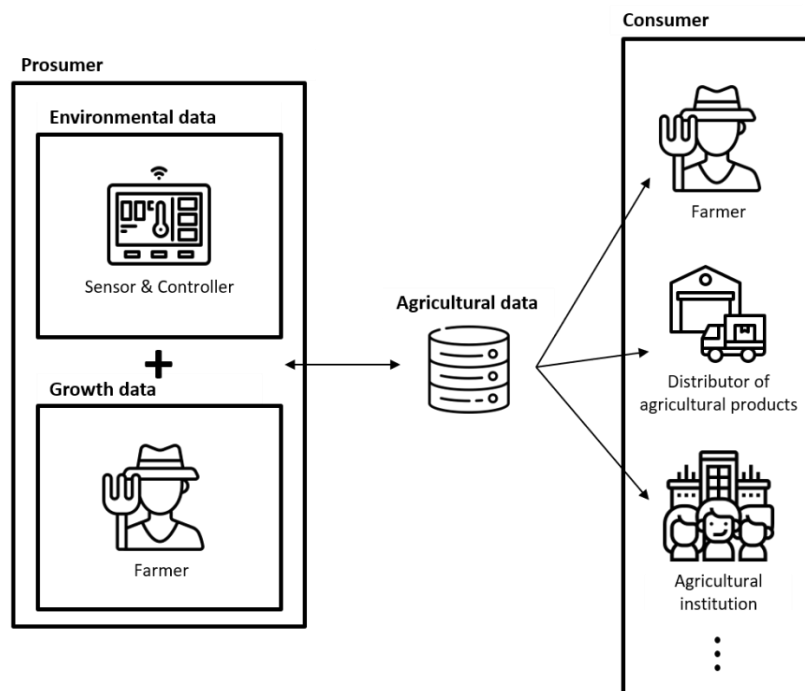 Prosumer
Environmental data
Sensor & Controller
Growth data
Farmer
Agricultural data
Consumer
Farmer
Distributor of
agricultural products
Agricultural
institution